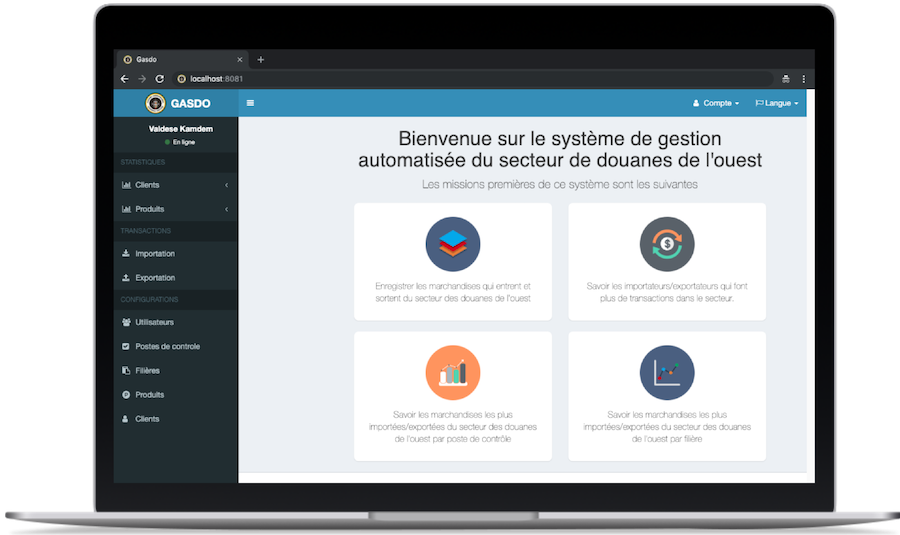 Gasdo
localhost:8081
GASDO
Compte
Langue
Valdese Kamdem
En ligne
STATISTIQUES
Clients
Produits
TRANSACTIONS
Importation
Exportation
CONFIGURATIONS
Utilisateurs
Postes de controle
Filières
Produits
Clients
Bienvenue sur le système de gestion
automatisée du secteur de douanes de l'ouest
Les missions premières de ce système sont les suivantes
Enregistrer les marchandises qui entrent et
sortent du secteur des douanes de l'ouest
Savoir les importateurs/exportateurs qui font
plus de transactions dans le secteur.
Savoir les marchandises les plus
importées/exportées du secteur des douanes
de l'ouest par poste de contrôle
Savoir les marchandises les plus
importées/exportées du secteur des douanes
de l'ouest par filière